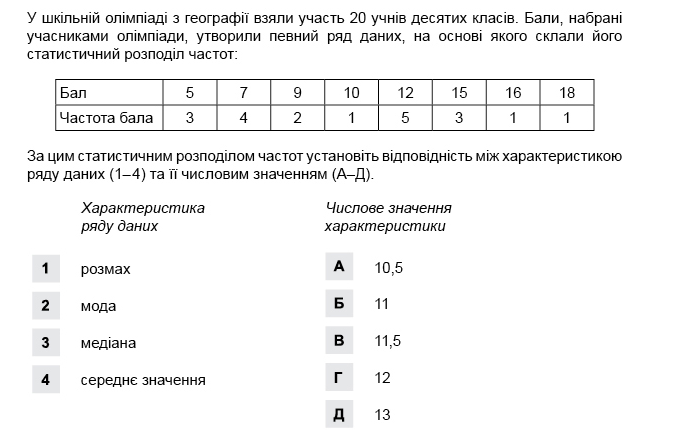 У шкільній олімпіаді з географії взяли участь 20 учнів десятих класів. Бали, набрані
учасниками олімпіади, утворили певний ряд даних, на основі якого склали його
статистичний розподіл частот:
Бал 5 7 9 10 12 15 16 18
Частота бала 3 4 2 1 5 3 1 1
За цим статистичним розподілом частот установіть відповідність між характеристикою
ряду даних (1–4) та її числовим значенням (А–Д).
Характеристика
ряду даних
Числове значення
характеристики
1 розмах
2 мода
3 медіана
4 середнє значення
А 10,5
Б 11
В 11,5
Г 12
Д 13